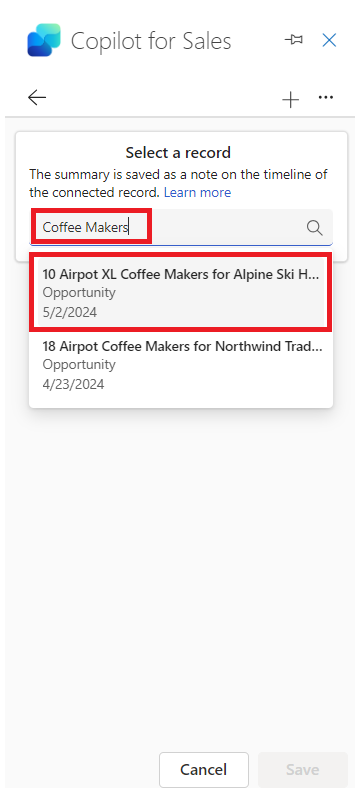 Copilot for Sales
Select a record
The summary is saved as a note on the timeline
of the connected record. Learn more
Coffee Makers
10 Airpot XL Coffee Makers for Alpine Ski H...
Opportunity
5/2/2024
18 Airpot Coffee Makers for Northwind Trad...
Opportunity
4/23/2024
Cancel
Save